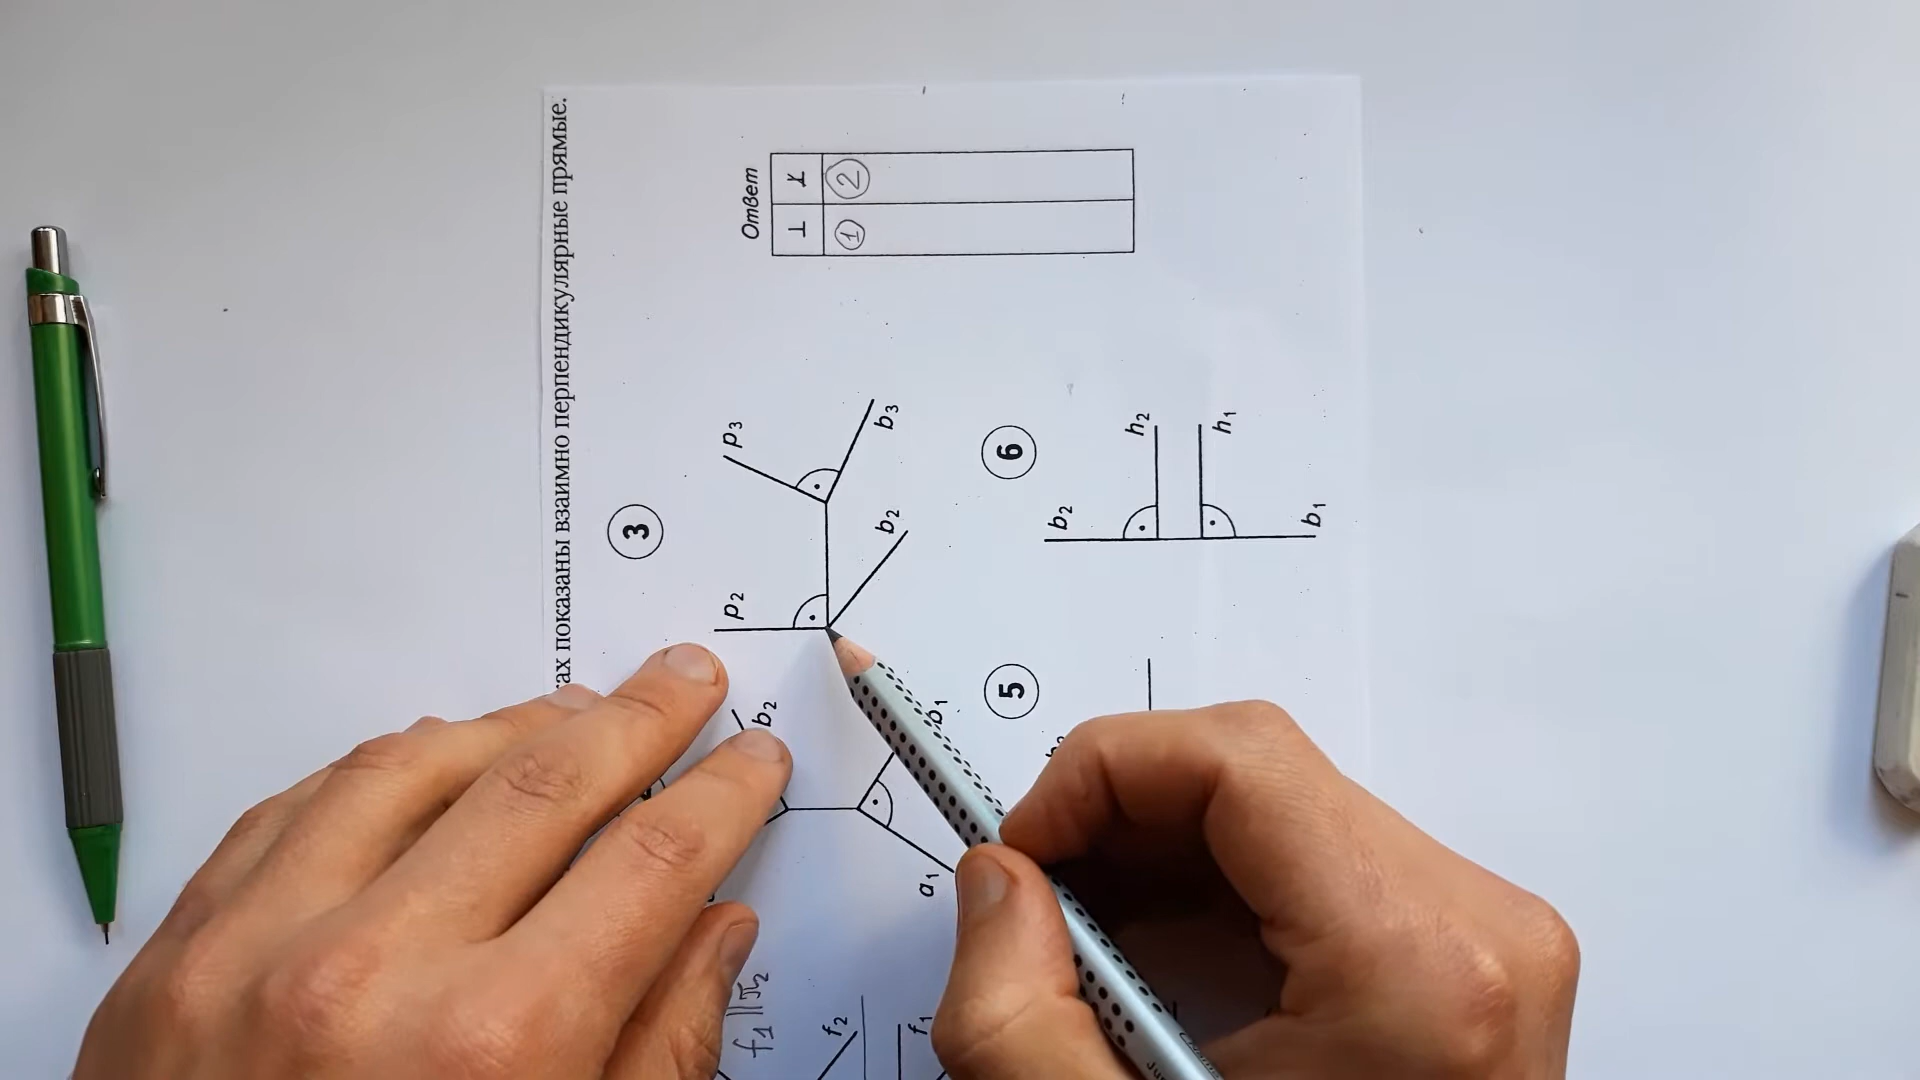 тах показаны взаимно перпендикулярные прямые.
b₂
a₁
b₁
f₁ ∥ π₂
f₂
f₁
3
p₂
p₃
b₂
b₃
5
6
b₂
h₂
h₁
b₁
Ответ
⊥
1
2